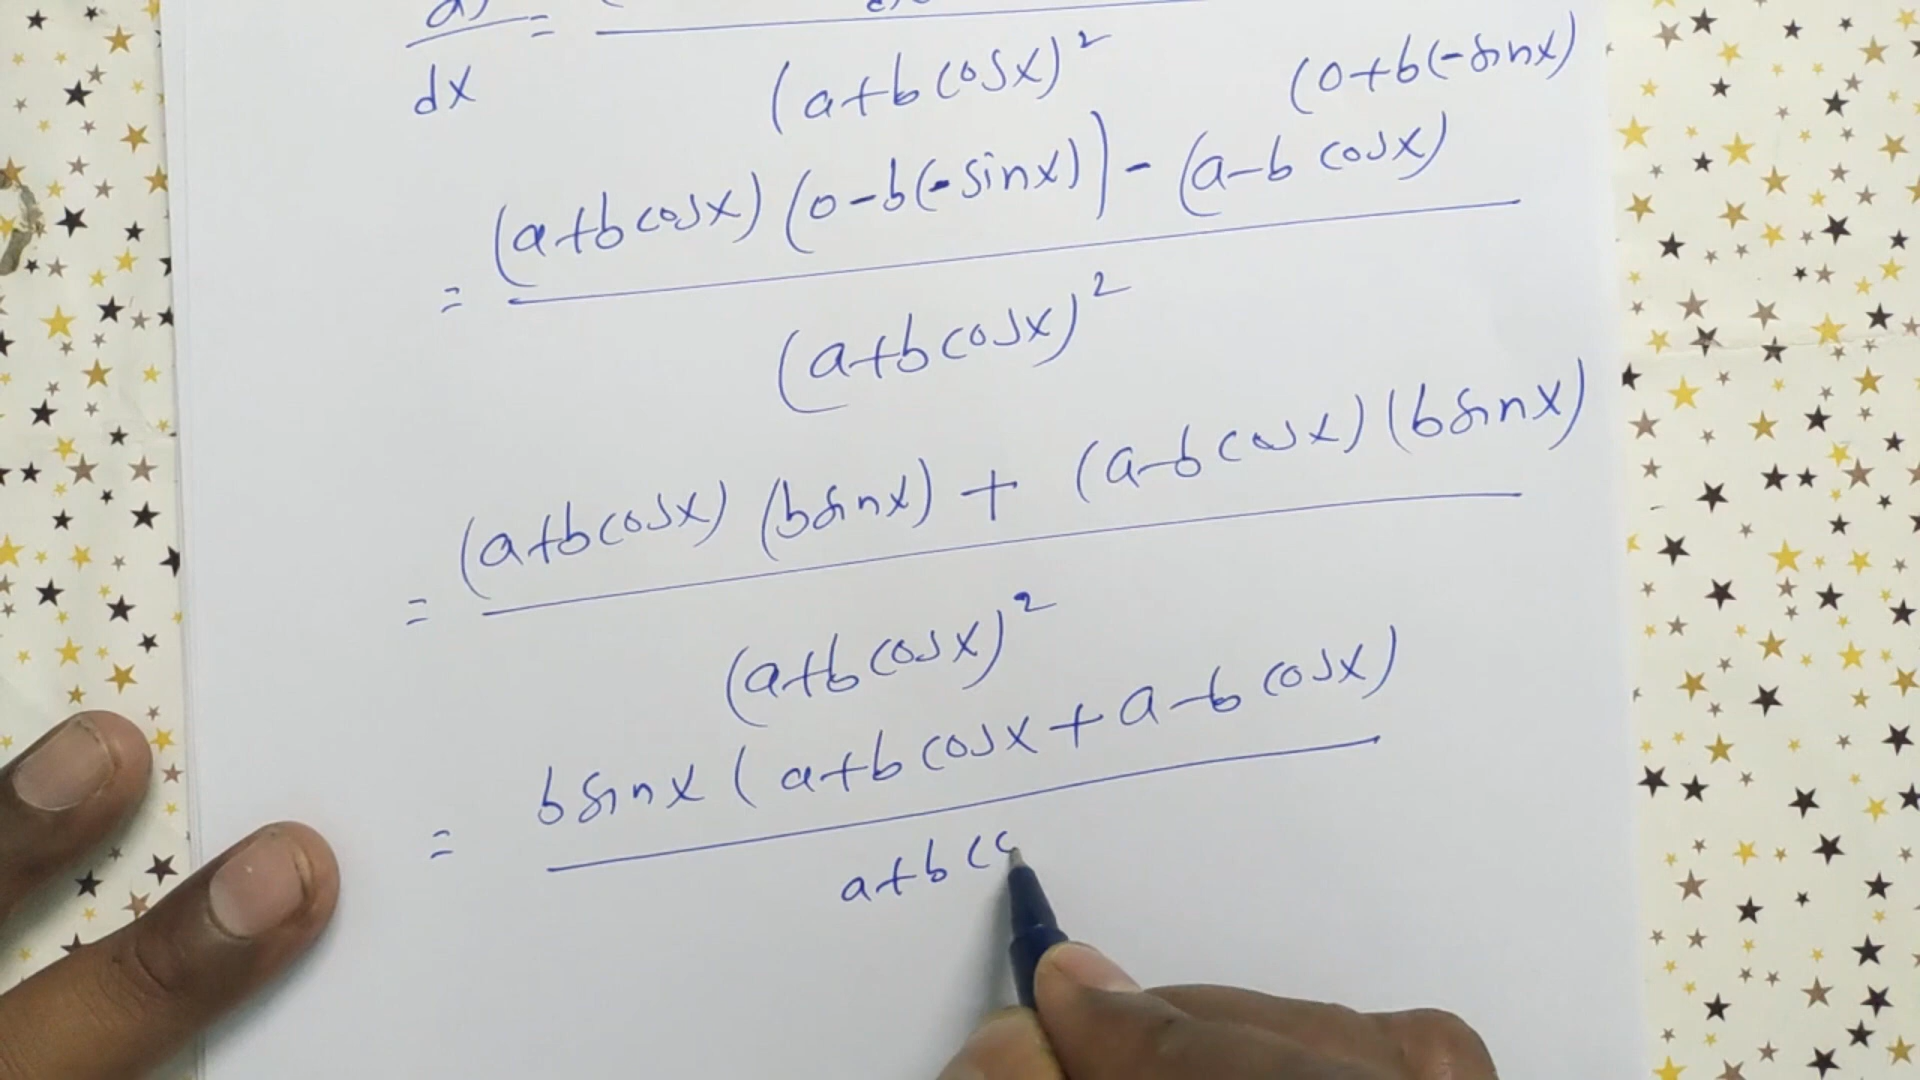 dx =
(a+b cosx)²
(0+b(-sinx)
= (a+b cosx) (0-b(-sinx)) - (a-b cosx)
(a+b cosx)²
= (a+b cosx) (b sinx) + (a-b cosx) (b sinx)
(a+b cosx)²
= b sinx (a+b cosx + a-b cosx)
a+b c